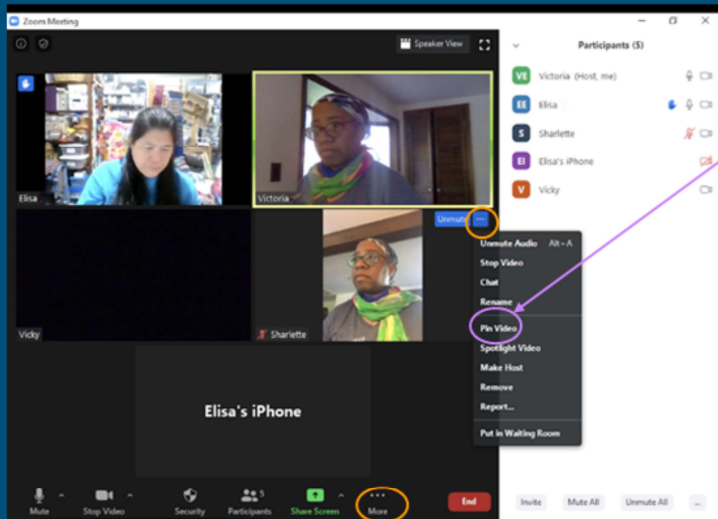 Zoom Meeting
Speaker View
Elisa
Victoria
Unmute
Vicky
Sharlette
Elisa's iPhone
Unmute Audio Alt+A
Stop Video
Chat
Rename
Pin Video
Spotlight Video
Make Host
Remove
Report...
Put in Waiting Room
Mute
Stop Video
Security
5
Participants
Share Screen
More
End
Participants (5)
VE Victoria (Host, me)
EE Elisa
S Sharlette
EI Elisa's iPhone
V Vicky
Invite
Mute All
Unmute All
...